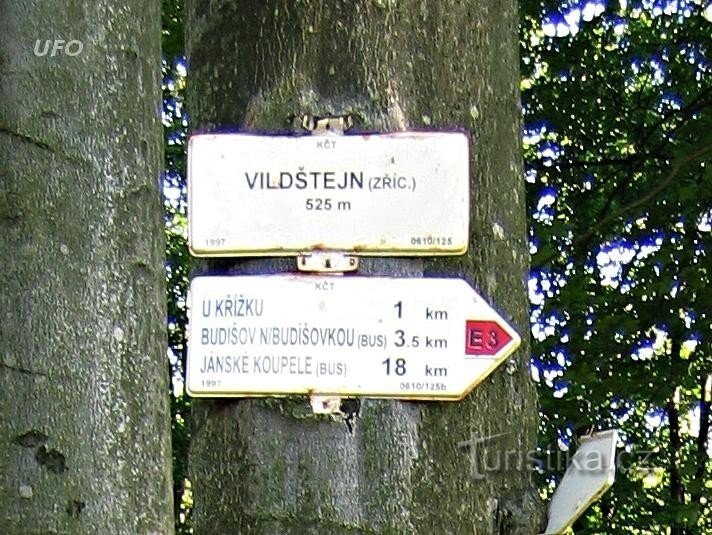 UFO
KČT
VILDŠTEJN (ZŘÍC.)
525 m
1997 0610/125
KČT
U KŘÍŽKU 1 km
BUDIŠOV N/BUDIŠOVKOU (BUS) 3.5 km
JÁNSKÉ KOUPELE (BUS) 18 km
E3
1997 0610/125b
Turistika.cz